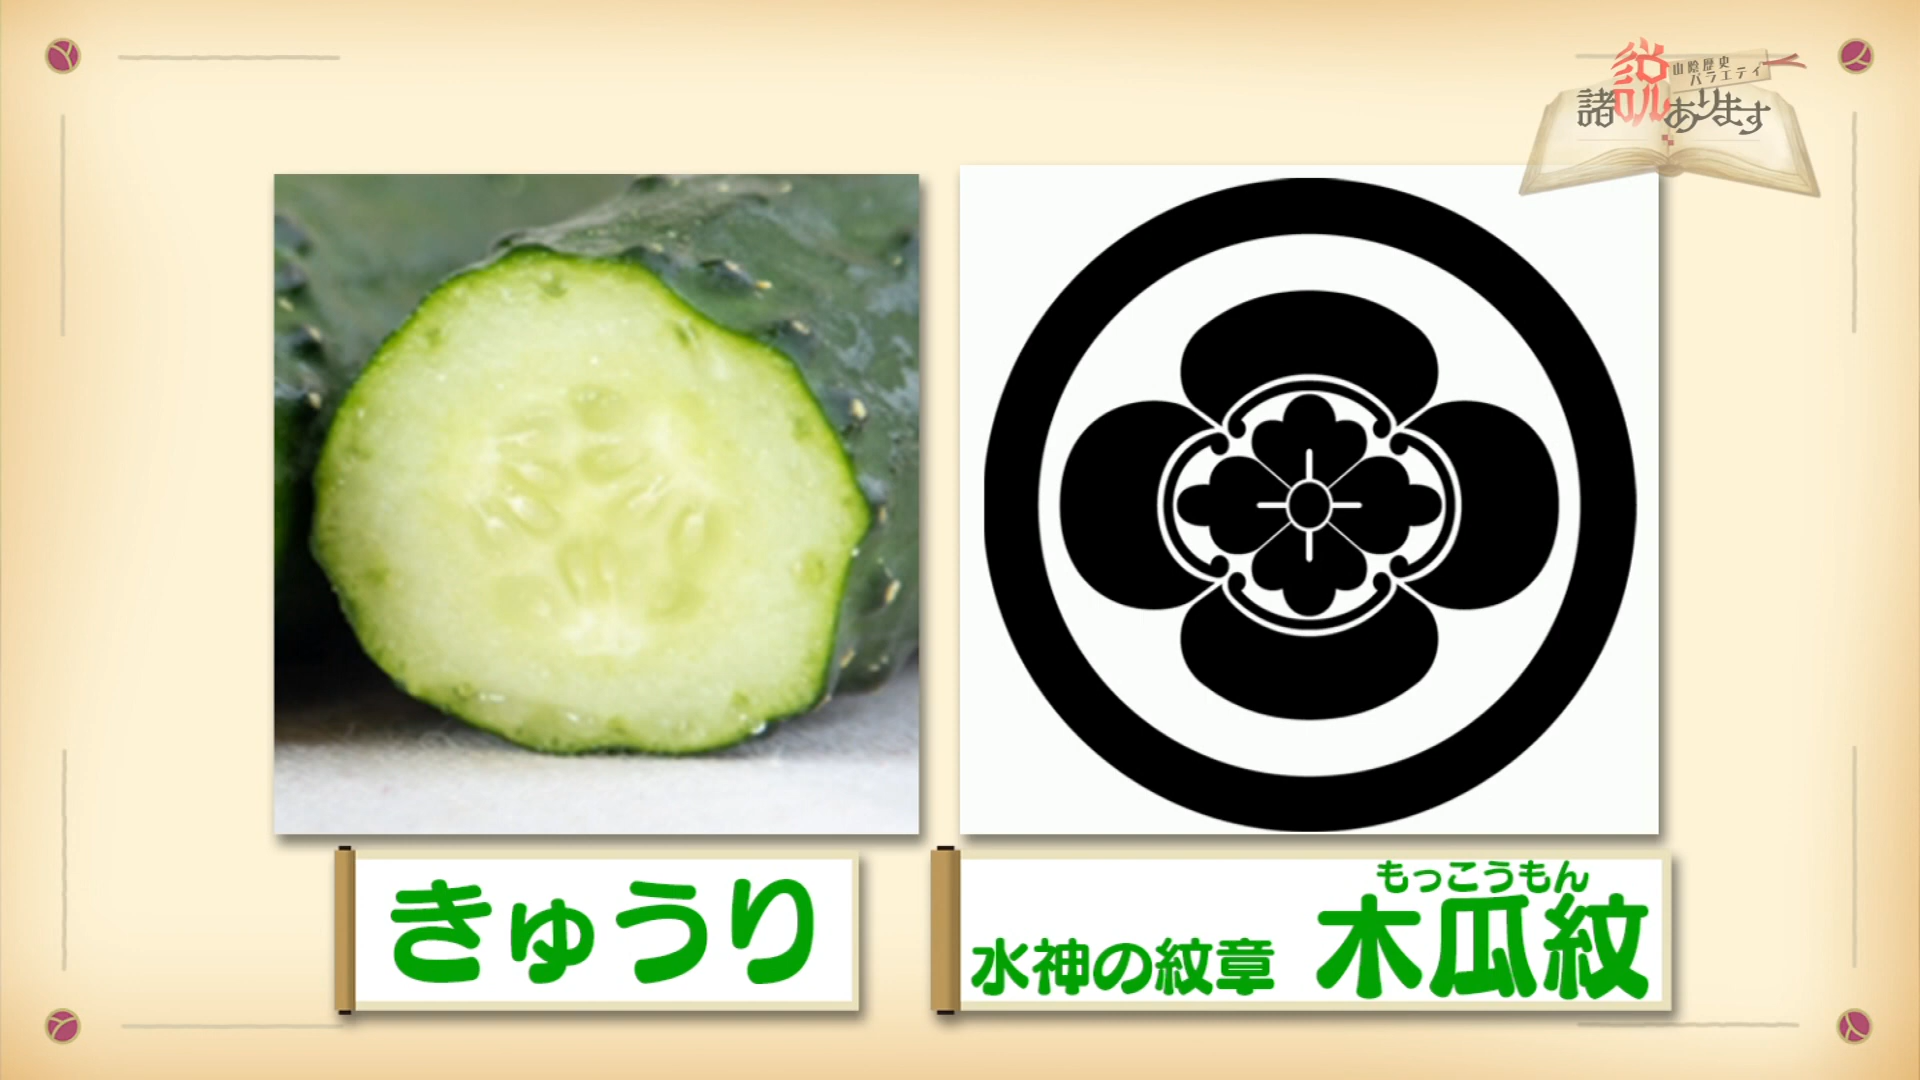 山陰歴史
バラエティ
諸説あります
きゅうり
もっこうもん
水神の紋章 木瓜紋